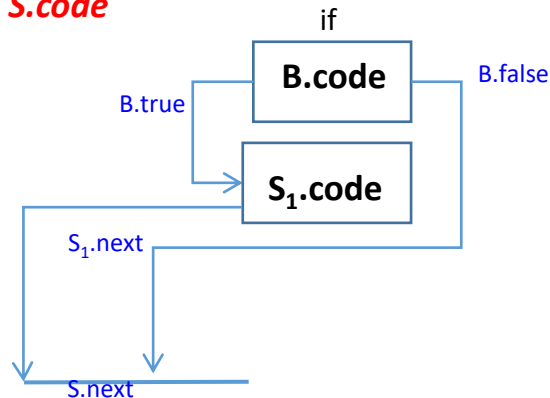 S.code
if
B.code
B.false
B.true
S₁.code
S₁.next
S.next